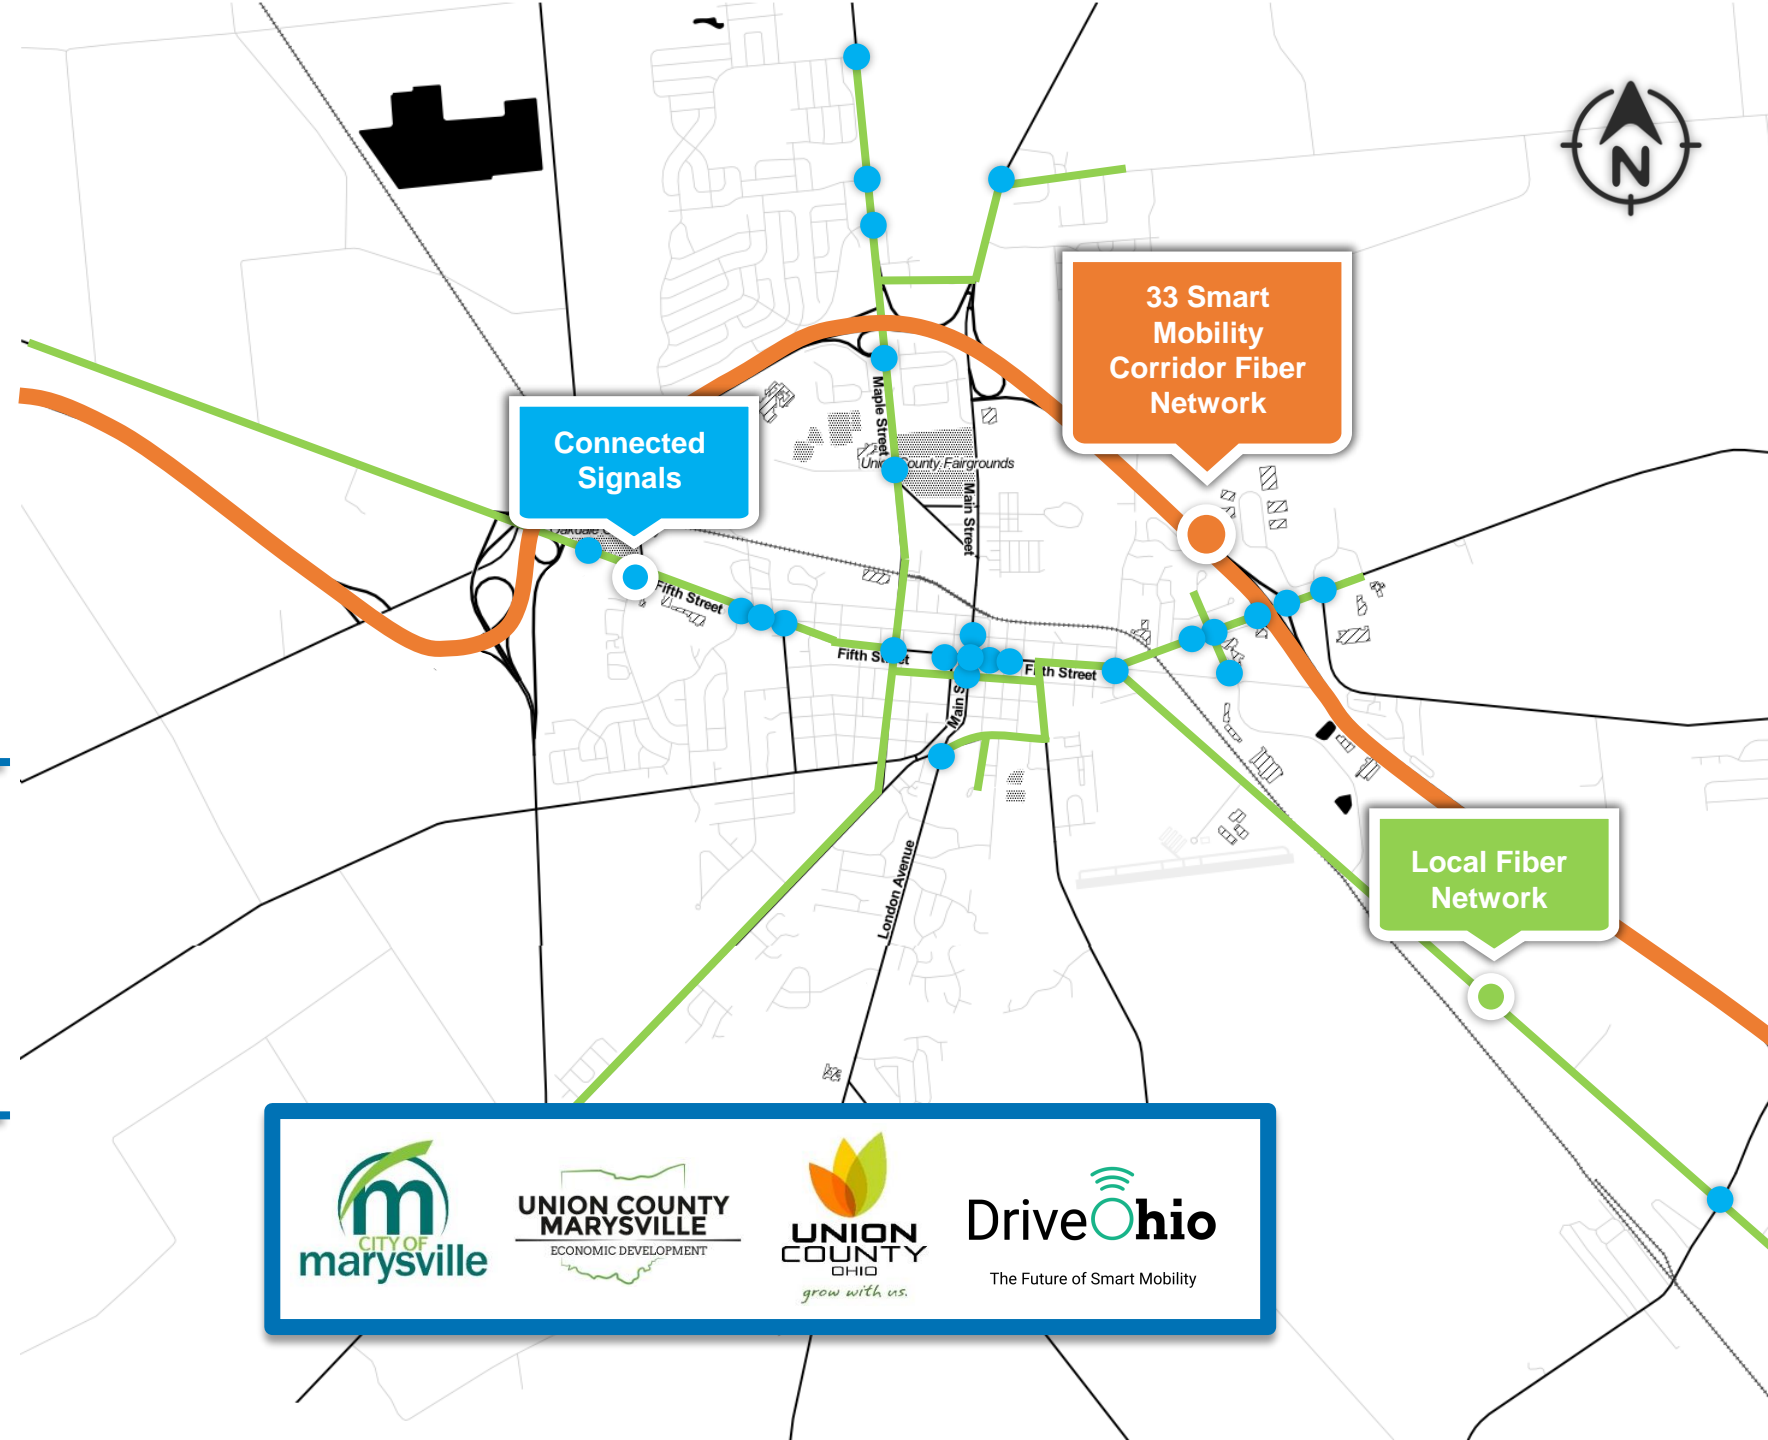 N
33 Smart
Mobility
Corridor Fiber
Network
Connected
Signals
Maple Street
County Fairgrounds
Main Street
Fifth Street
Fifth
Fifth Street
Main
London Avenue
Local Fiber
Network
m
CITY OF
marysville
UNION COUNTY
MARYSVILLE
ECONOMIC DEVELOPMENT
UNION
COUNTY
OHIO
grow with us.
DriveOhio
The Future of Smart Mobility